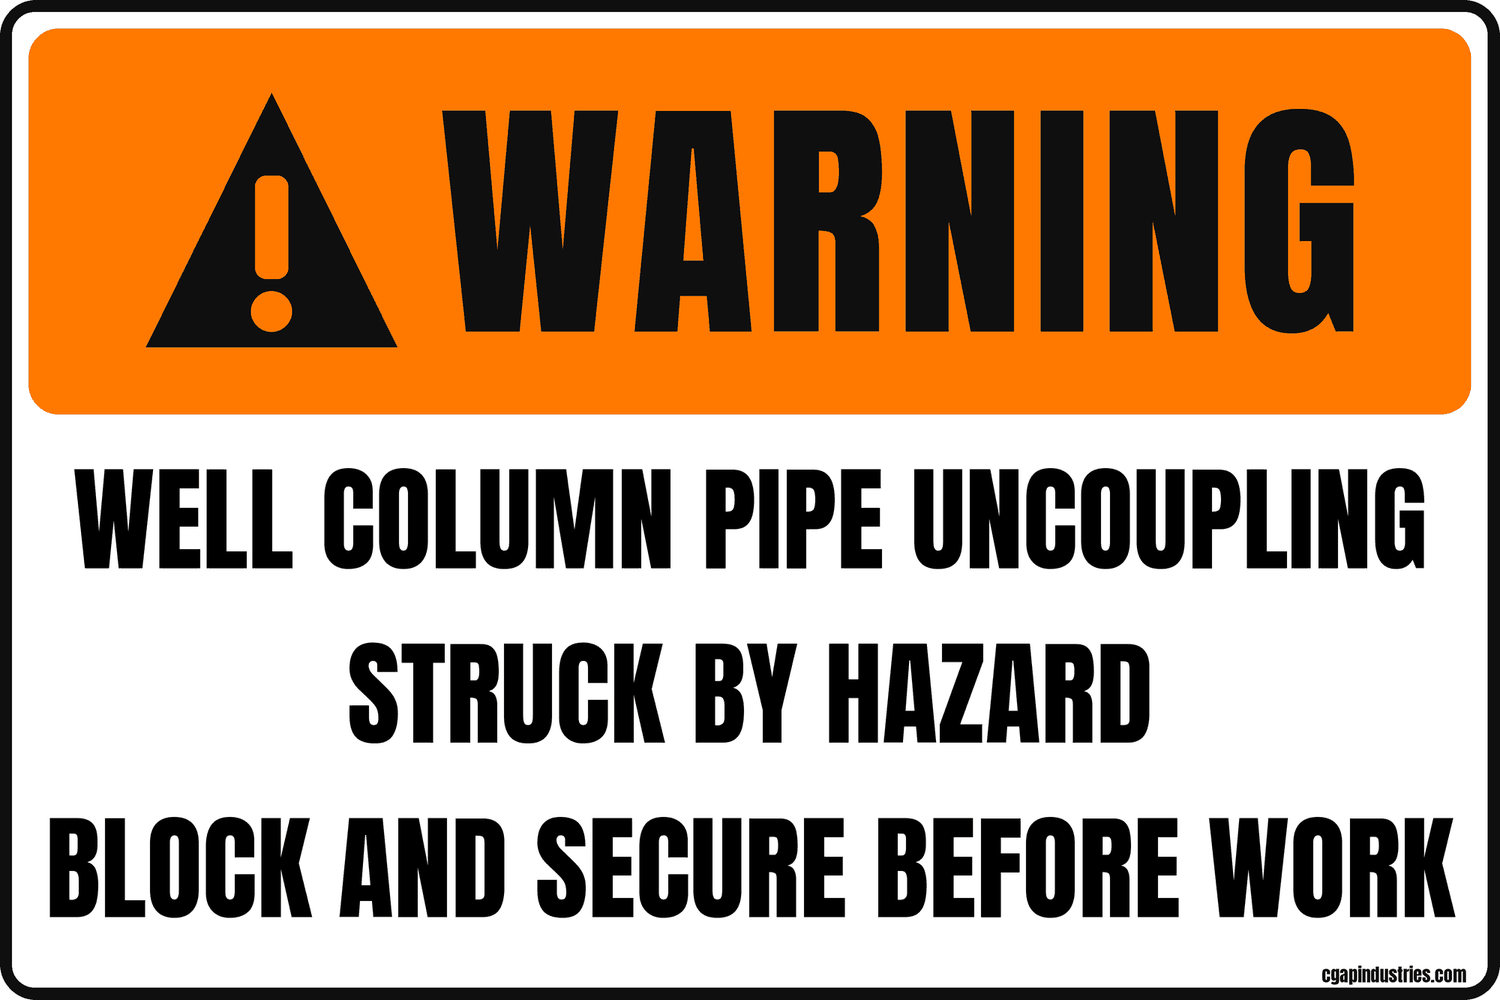 WARNING
WELL COLUMN PIPE UNCOUPLING
STRUCK BY HAZARD
BLOCK AND SECURE BEFORE WORK
cgapindustries.com